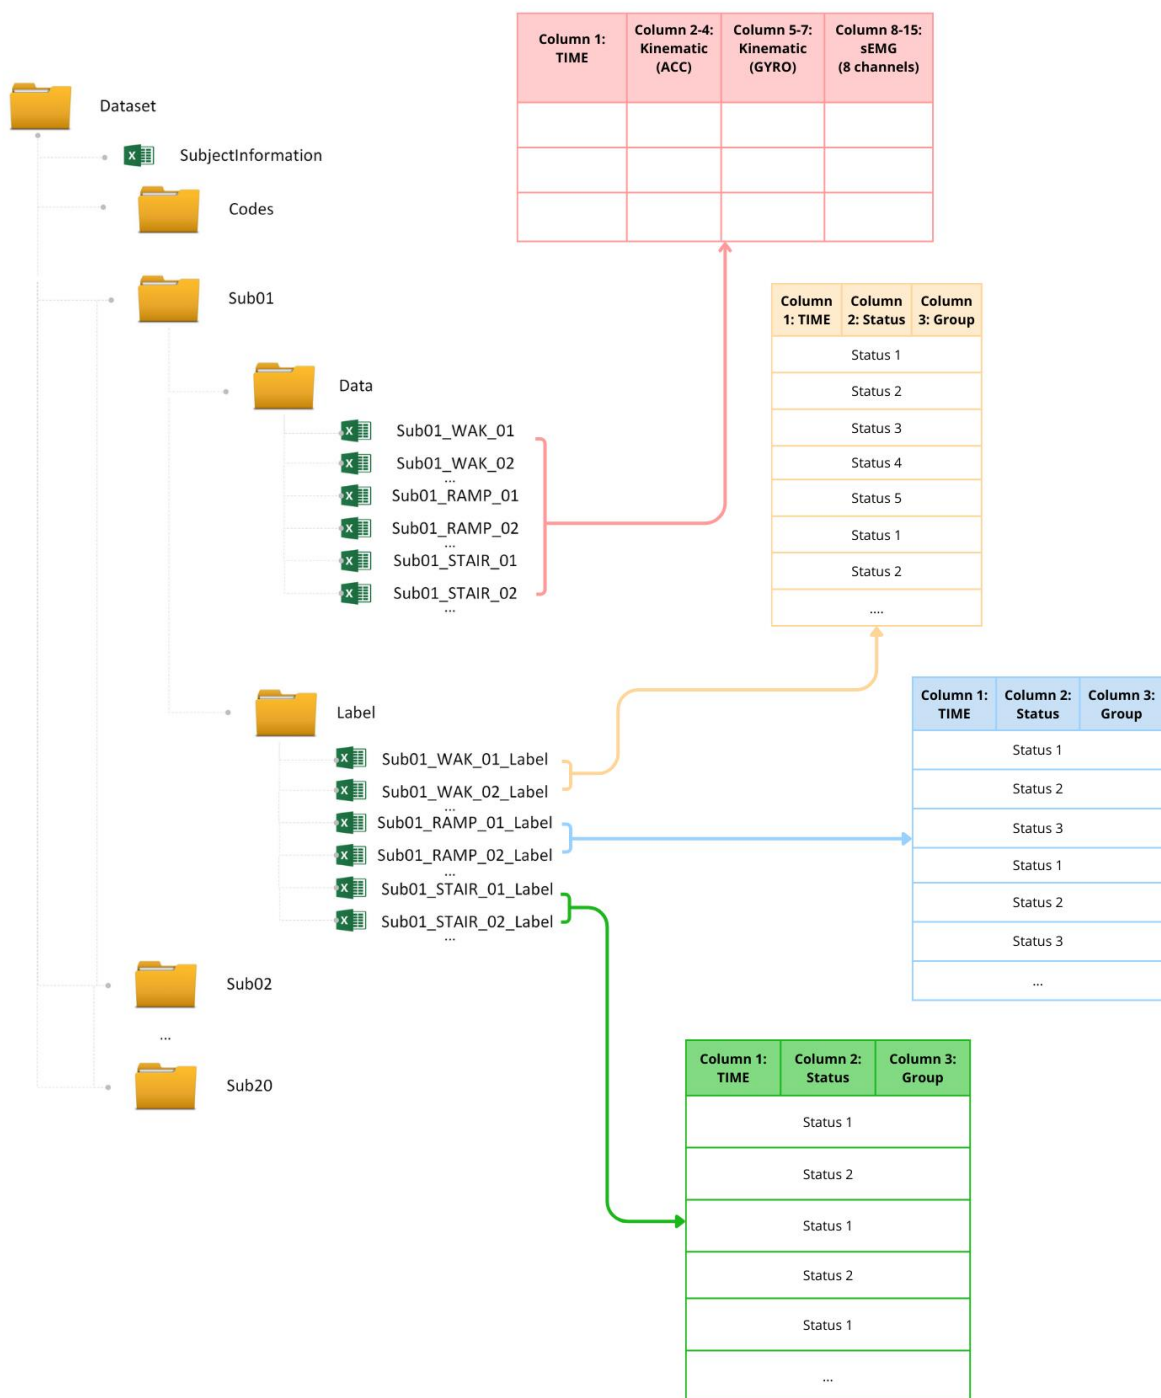 Dataset
SubjectInformation
Codes
Sub01
Data
Sub01_WAK_01
Sub01_WAK_02
...
Sub01_RAMP_01
Sub01_RAMP_02
...
Sub01_STAIR_01
Sub01_STAIR_02
...
Label
Sub01_WAK_01_Label
Sub01_WAK_02_Label
...
Sub01_RAMP_01_Label
Sub01_RAMP_02_Label
...
Sub01_STAIR_01_Label
Sub01_STAIR_02_Label
...
Sub02
...
Sub20
Column 1:
TIME
Column 2-4:
Kinematic
(ACC)
Column 5-7:
Kinematic
(GYRO)
Column 8-15:
sEMG
(8 channels)
Column
1: TIME
Column
2: Status
Column
3: Group
Status 1
Status 2
Status 3
Status 4
Status 5
Status 1
Status 2
....
Column 1:
TIME
Column 2:
Status
Column 3:
Group
Status 1
Status 2
Status 3
Status 1
Status 2
Status 3
...
Column 1:
TIME
Column 2:
Status
Column 3:
Group
Status 1
Status 2
Status 1
Status 2
Status 1
...